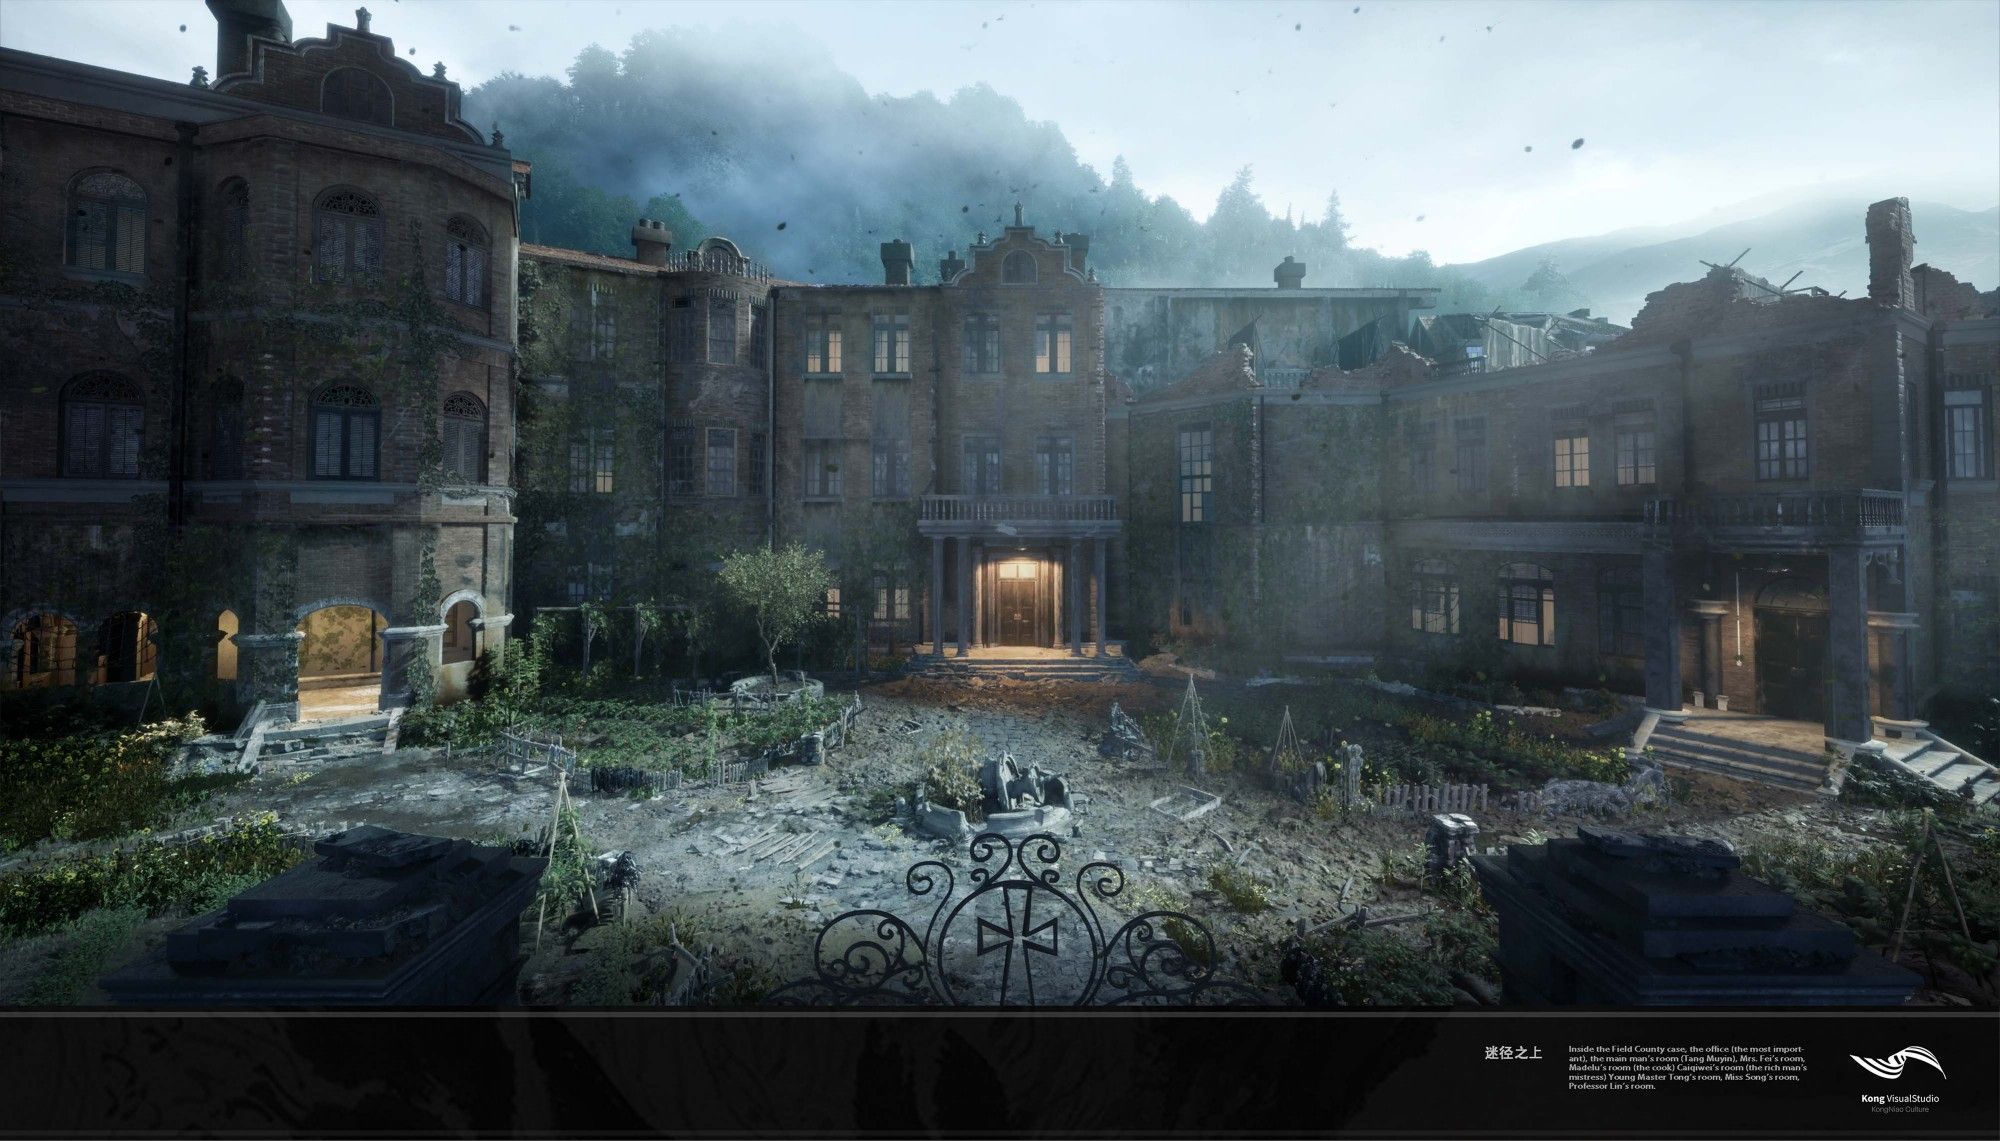 迷径之上
Inside the Field County case, the office (the most import-
ant), the main man's room (Tang Muyin), Mrs. Fei's room,
Madelu's room (the cook) Caiqiwei's room (the rich man's
mistress) Young Master Tong's room, Miss Song's room,
Professor Lin's room.
Kong VisualStudio
KongNiao Culture